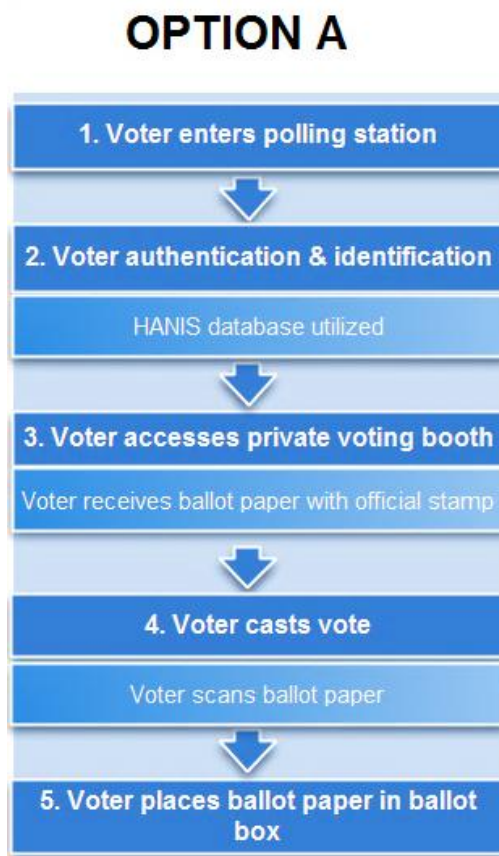 OPTION A
1. Voter enters polling station
2. Voter authentication & identification
HANIS database utilized
3. Voter accesses private voting booth
Voter receives ballot paper with official stamp
4. Voter casts vote
Voter scans ballot paper
5. Voter places ballot paper in ballot
box